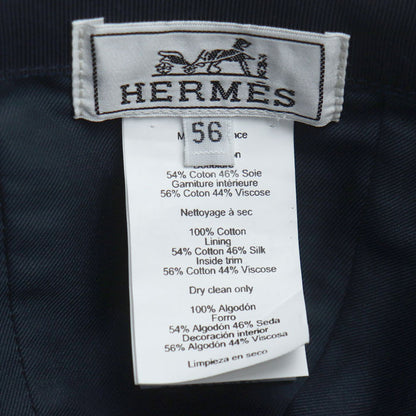 HERMÈS
56
54% Coton 46% Soie
Garniture intérieure
56% Coton 44% Viscose
Nettoyage à sec
100% Cotton
Lining
54% Cotton 46% Silk
Inside trim
56% Cotton 44% Viscose
Dry clean only
100% Algodón
Forro
54% Algodón 46% Seda
Decoración interior
56% Algodón 44% Viscosa
Limpieza en seco